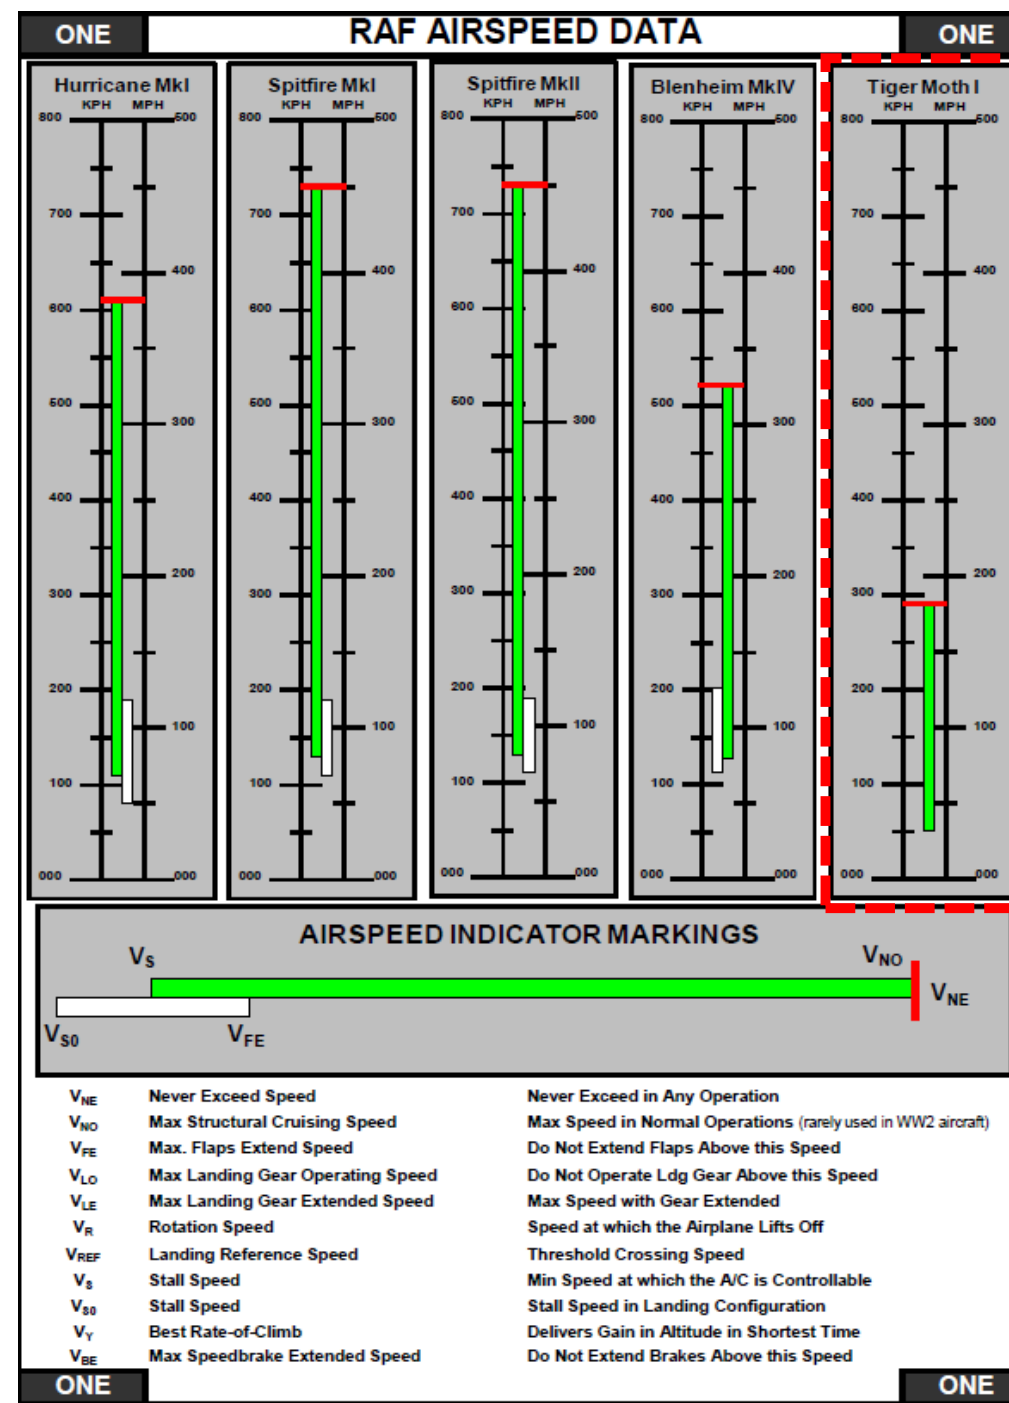 ONE RAF AIRSPEED DATA ONE
Hurricane MkI
KPH MPH
800 500
700
400
600
500
300
400
200
300
200
100
100
000 000
Spitfire MkI
KPH MPH
800 500
700
400
600
500
300
400
200
300
200
100
100
000 000
Spitfire MkII
KPH MPH
800 500
700
400
600
500
300
400
200
300
200
100
100
000 000
Blenheim MkIV
KPH MPH
800 500
700
400
600
500
300
400
200
300
200
100
100
000 000
Tiger Moth I
KPH MPH
800 500
700
400
600
500
300
400
200
300
200
100
100
000 000
AIRSPEED INDICATOR MARKINGS
VS VNO
VNE
VS0 VFE
VNE Never Exceed Speed Never Exceed in Any Operation
VNO Max Structural Cruising Speed Max Speed in Normal Operations (rarely used in WW2 aircraft)
VFE Max. Flaps Extend Speed Do Not Extend Flaps Above this Speed
VLO Max Landing Gear Operating Speed Do Not Operate Ldg Gear Above this Speed
VLE Max Landing Gear Extended Speed Max Speed with Gear Extended
VR Rotation Speed Speed at which the Airplane Lifts Off
VREF Landing Reference Speed Threshold Crossing Speed
VS Stall Speed Min Speed at which the A/C is Controllable
VS0 Stall Speed Stall Speed in Landing Configuration
VY Best Rate-of-Climb Delivers Gain in Altitude in Shortest Time
VBE Max Speedbrake Extended Speed Do Not Extend Brakes Above this Speed
ONE ONE